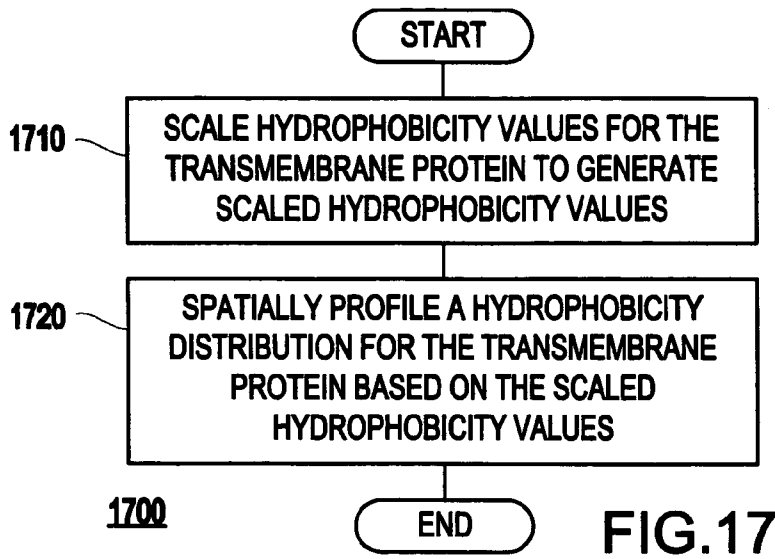 START
1710
SCALE HYDROPHOBICITY VALUES FOR THE
TRANSMEMBRANE PROTEIN TO GENERATE
SCALED HYDROPHOBICITY VALUES
1720
SPATIALLY PROFILE A HYDROPHOBICITY
DISTRIBUTION FOR THE TRANSMEMBRANE
PROTEIN BASED ON THE SCALED
HYDROPHOBICITY VALUES
1700
END
FIG.17